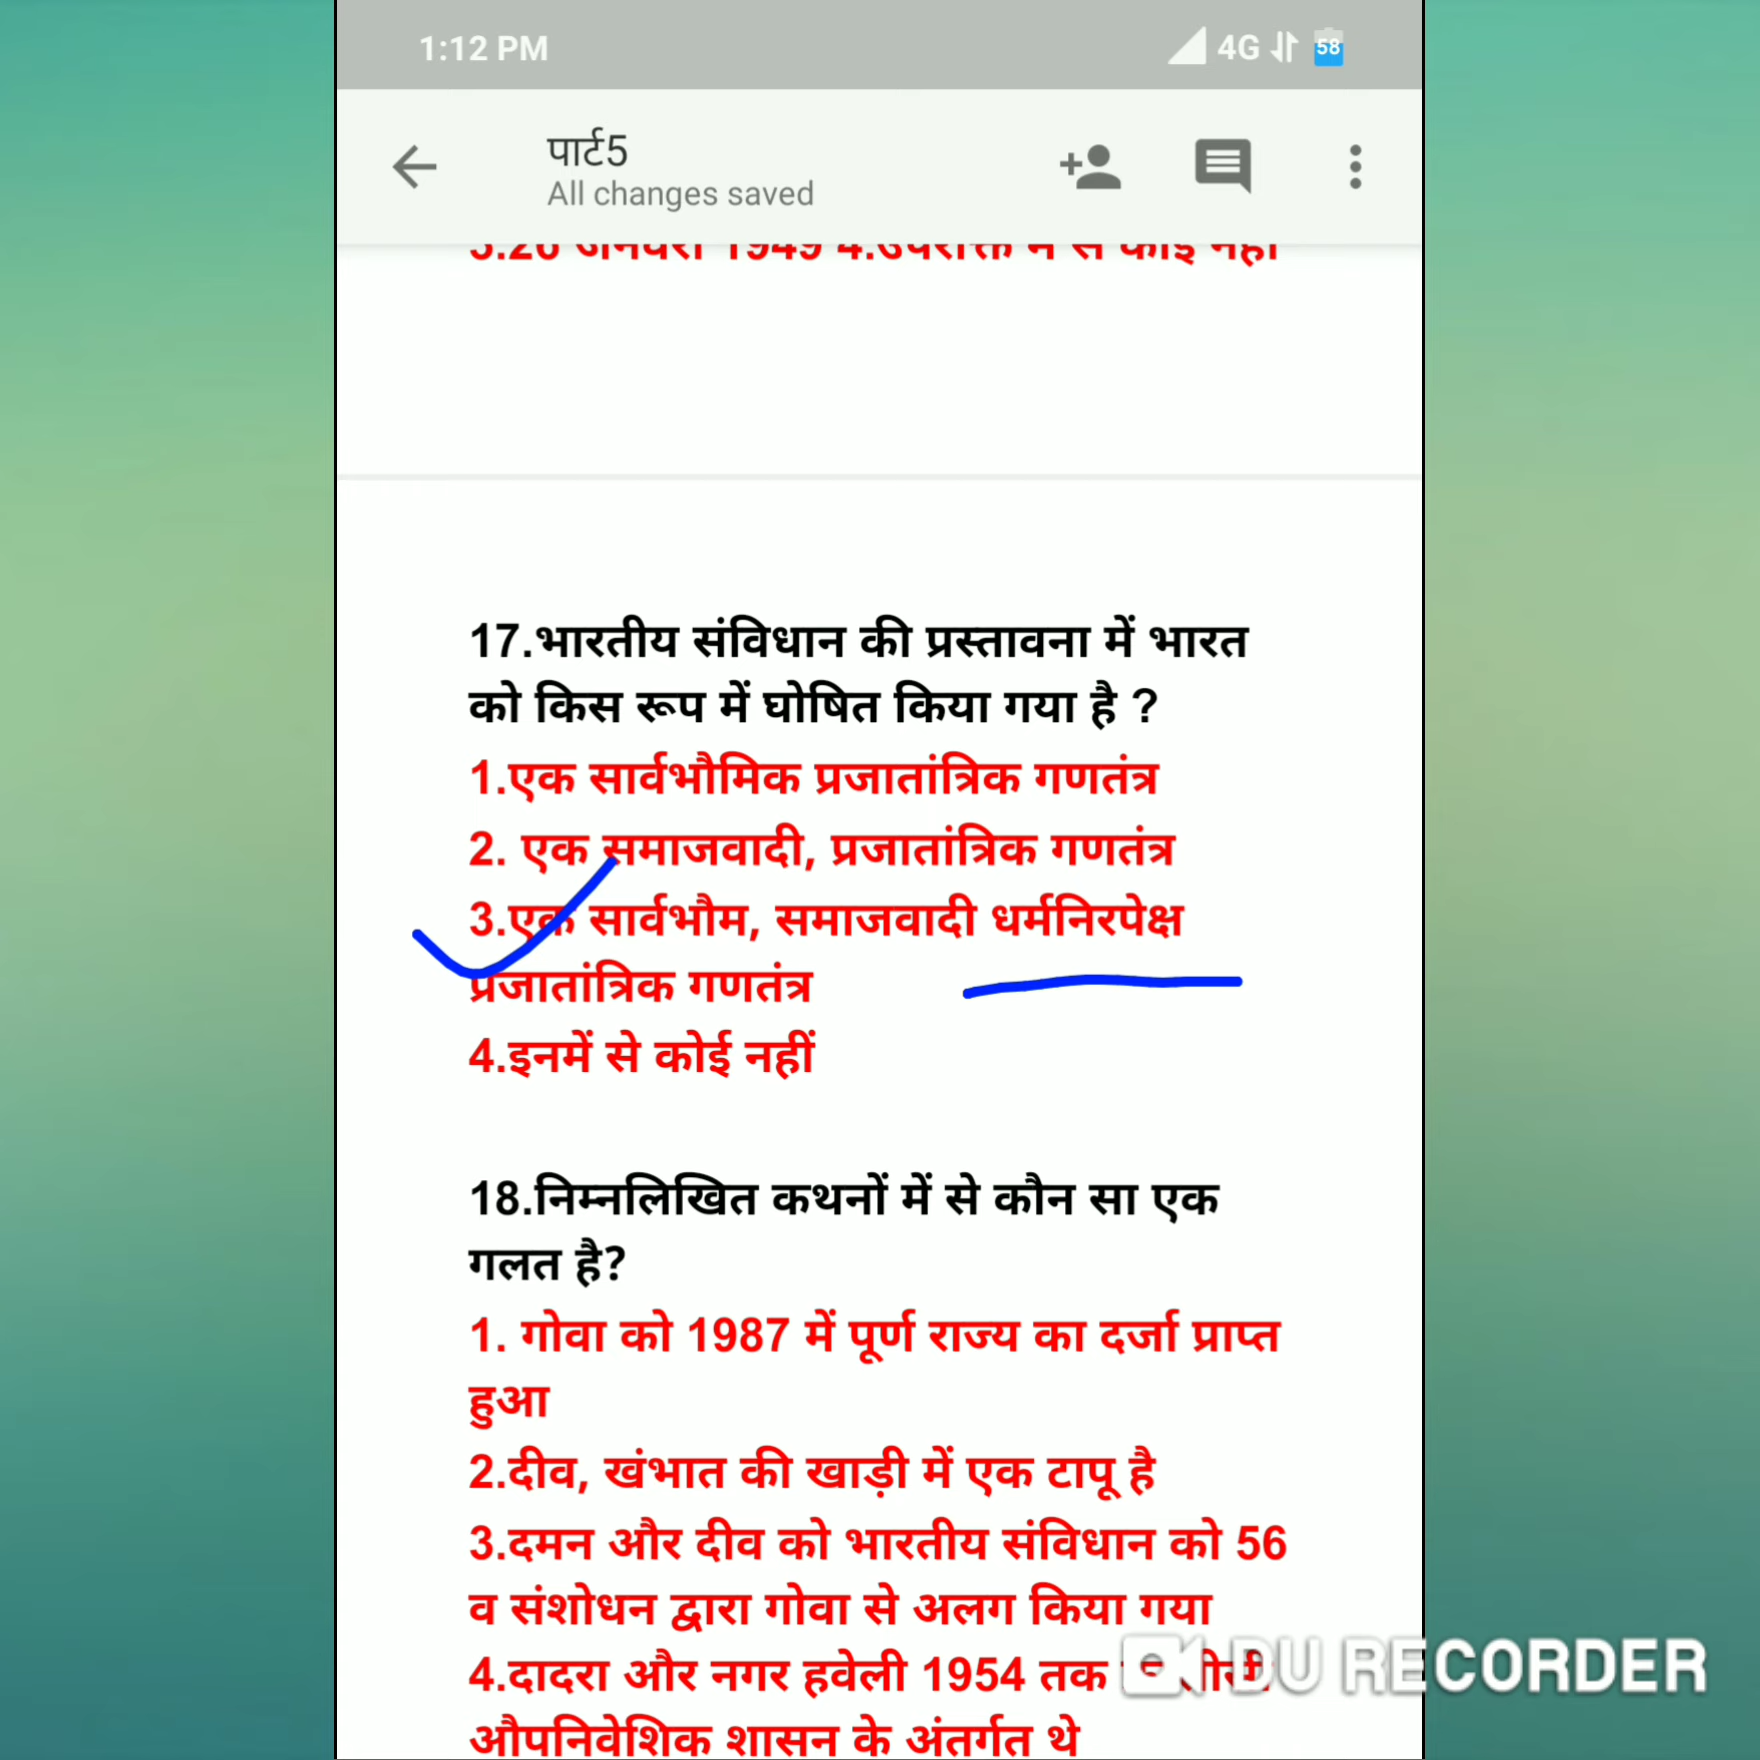 1:12 PM
4G
58
पार्ट5
All changes saved
17.भारतीय संविधान की प्रस्तावना में भारत
को किस रूप में घोषित किया गया है ?
1.एक सार्वभौमिक प्रजातांत्रिक गणतंत्र
2. एक समाजवादी, प्रजातांत्रिक गणतंत्र
3.एक सार्वभौम, समाजवादी धर्मनिरपेक्ष
प्रजातांत्रिक गणतंत्र
4.इनमें से कोई नहीं
18.निम्नलिखित कथनों में से कौन सा एक
गलत है?
1. गोवा को 1987 में पूर्ण राज्य का दर्जा प्राप्त
हुआ
2.दीव, खंभात की खाड़ी में एक टापू है
3.दमन और दीव को भारतीय संविधान को 56
व संशोधन द्वारा गोवा से अलग किया गया
4.दादरा और नगर हवेली 1954 तक
औपनिवेशिक शासन के अंतर्गत थे
DU RECORDER